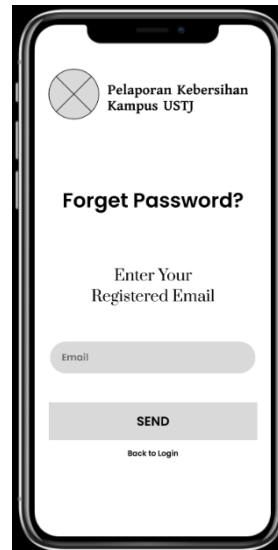 Pelaporan Kebersihan
Kampus USTJ
Forget Password?
Enter Your
Registered Email
Email
SEND
Back to Login